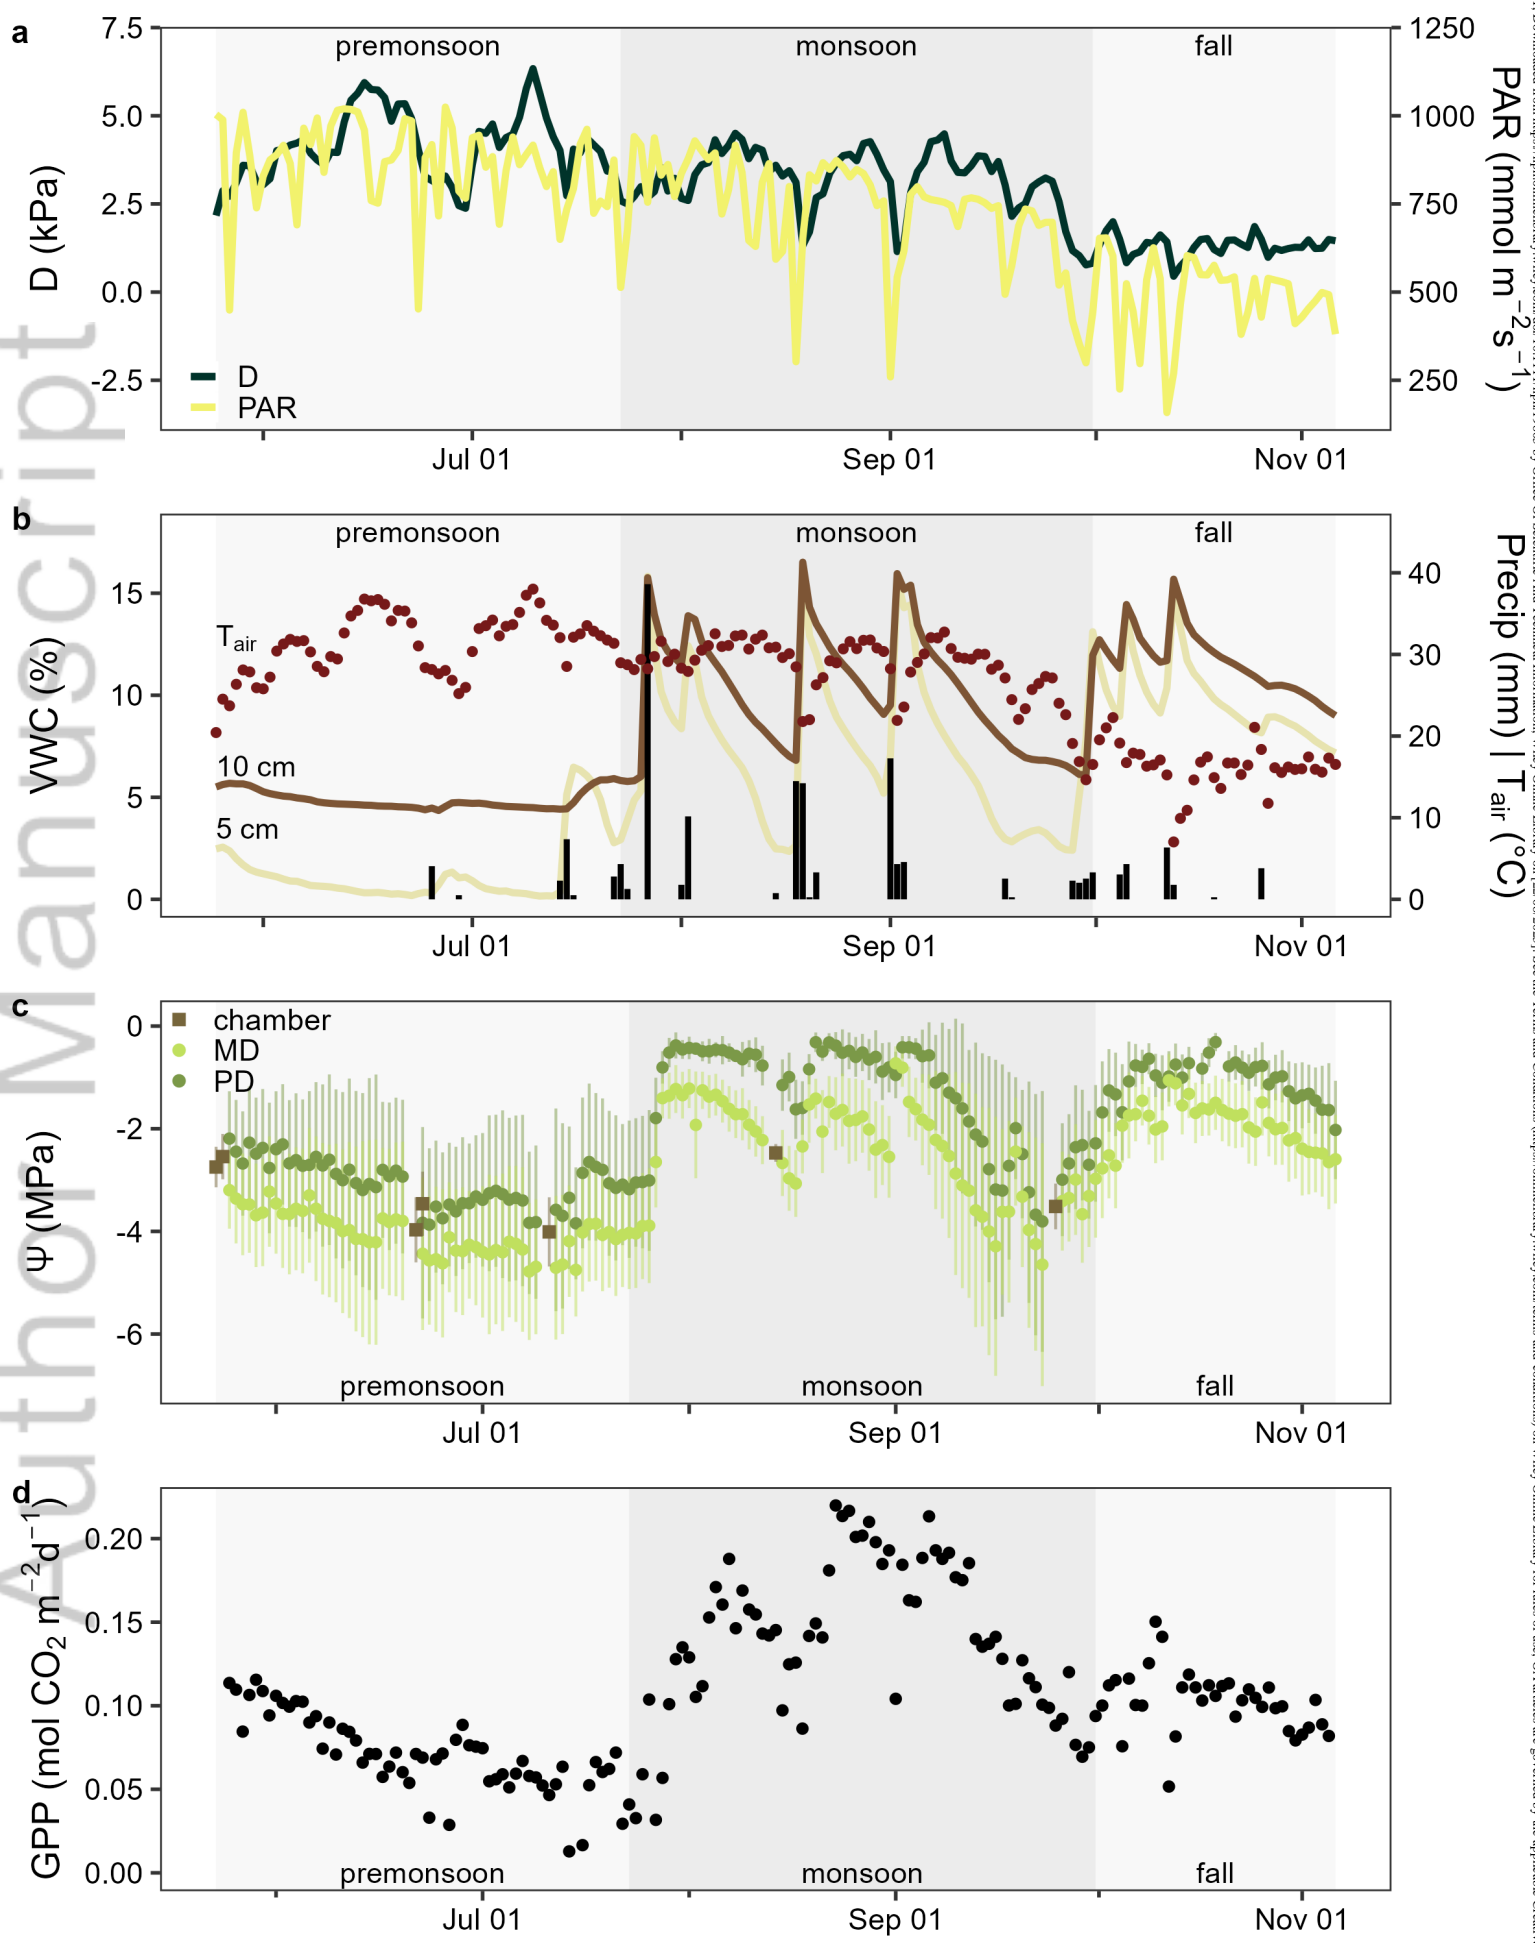 a
7.5
5.0
2.5
0.0
-2.5
D (kPa)
premonsoon
monsoon
fall
1250
1000
750
500
250
PAR (mmol m⁻²s⁻¹)
D
PAR
Jul 01
Sep 01
Nov 01
b
15
10
5
0
VWC (%)
premonsoon
monsoon
fall
Tair
10 cm
5 cm
40
30
20
10
0
Precip (mm) | Tair (°C)
Jul 01
Sep 01
Nov 01
c
0
-2
-4
-6
Ψ (MPa)
chamber
MD
PD
premonsoon
monsoon
fall
Jul 01
Sep 01
Nov 01
d
0.20
0.15
0.10
0.05
0.00
GPP (mol CO₂ m⁻²d⁻¹)
premonsoon
monsoon
fall
Jul 01
Sep 01
Nov 01
Author Manuscript